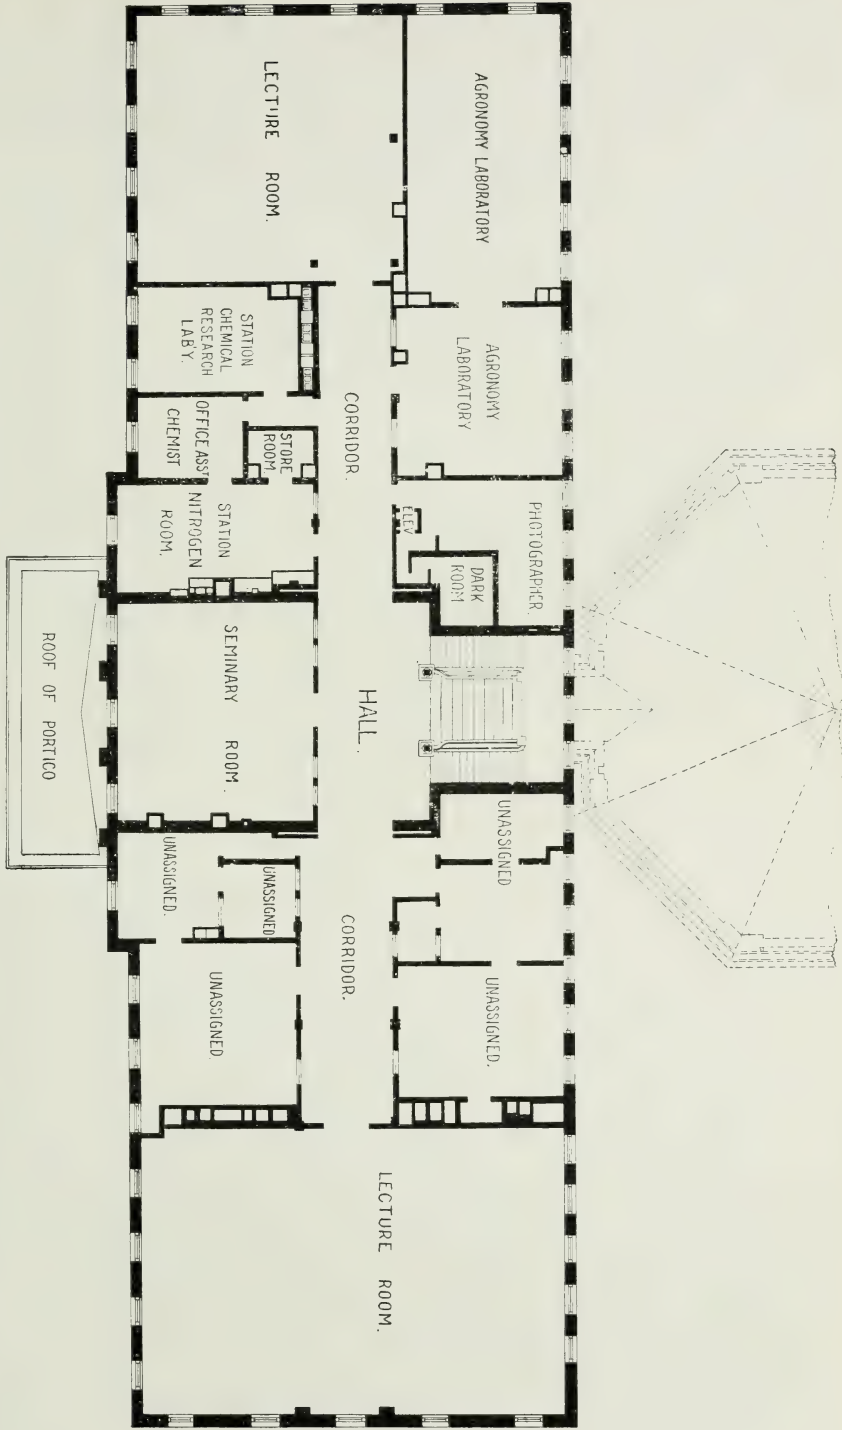 LECTURE ROOM.
AGRONOMY LABORATORY
STATION
CHEMICAL
RESEARCH
LAB'Y.
AGRONOMY
LABORATORY
OFFICE ASST
CHEMIST
STORE
ROOM.
CORRIDOR.
STATION
NITROGEN
ROOM.
ELEV
DARK
ROOM
PHOTOGRAPHER.
ROOF OF PORTICO
SEMINARY ROOM.
HALL.
UNASSIGNED.
UNASSIGNED
UNASSIGNED
CORRIDOR.
UNASSIGNED.
UNASSIGNED.
LECTURE ROOM.